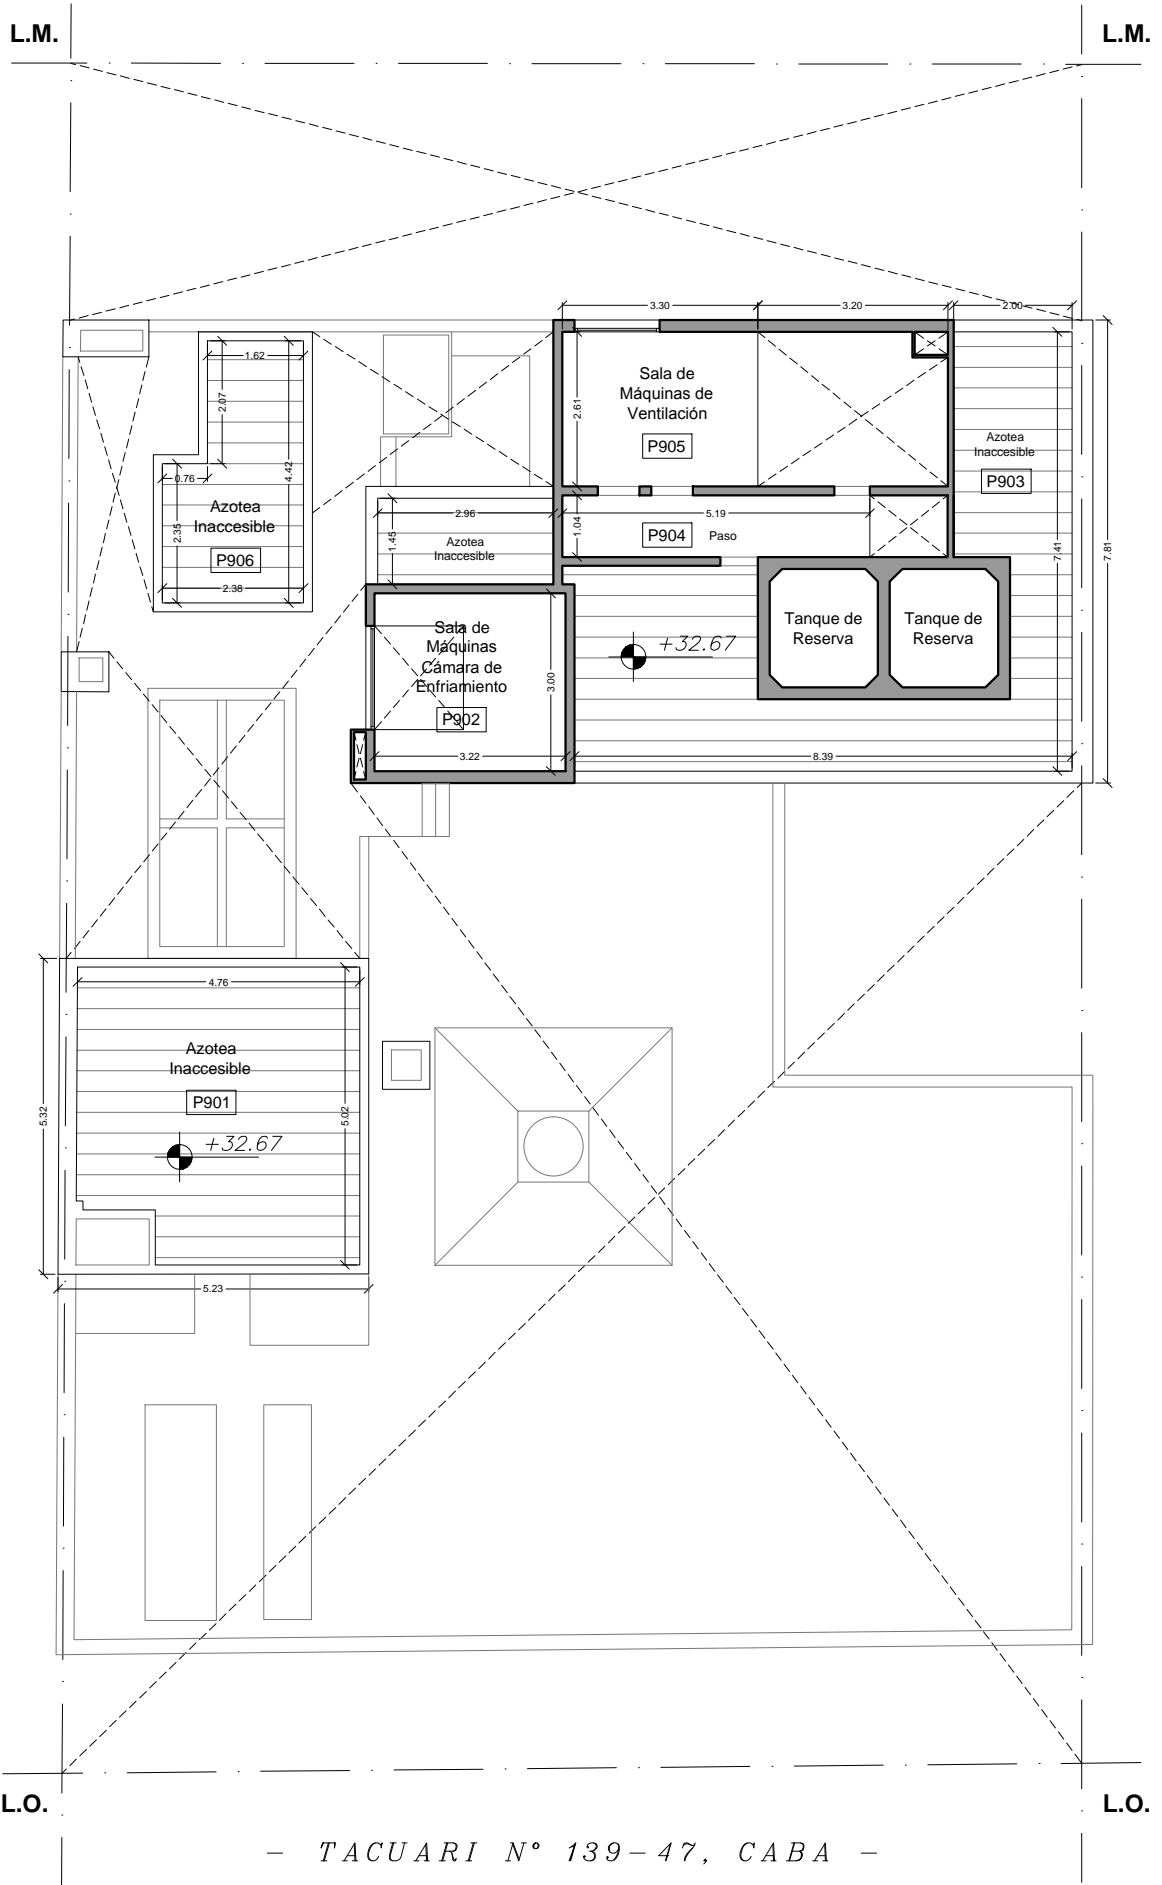 L.M.
L.M.
3.30
3.20
2.00
1.62
2.07
4.42
0.76
2.35
Azotea
Inaccesible
P906
2.38
2.61
Sala de
Máquinas de
Ventilación
P905
Azotea
Inaccesible
P903
7.41
7.81
2.96
1.45
Azotea
Inaccesible
1.04
5.19
P904
Paso
Tanque de
Reserva
Tanque de
Reserva
+32.67
Sala de
Máquinas
Cámara de
Enfriamiento
P902
3.00
3.22
8.39
4.76
Azotea
Inaccesible
P901
+32.67
5.32
5.02
5.23
L.O.
L.O.
- TACUARI N° 139-47, CABA -